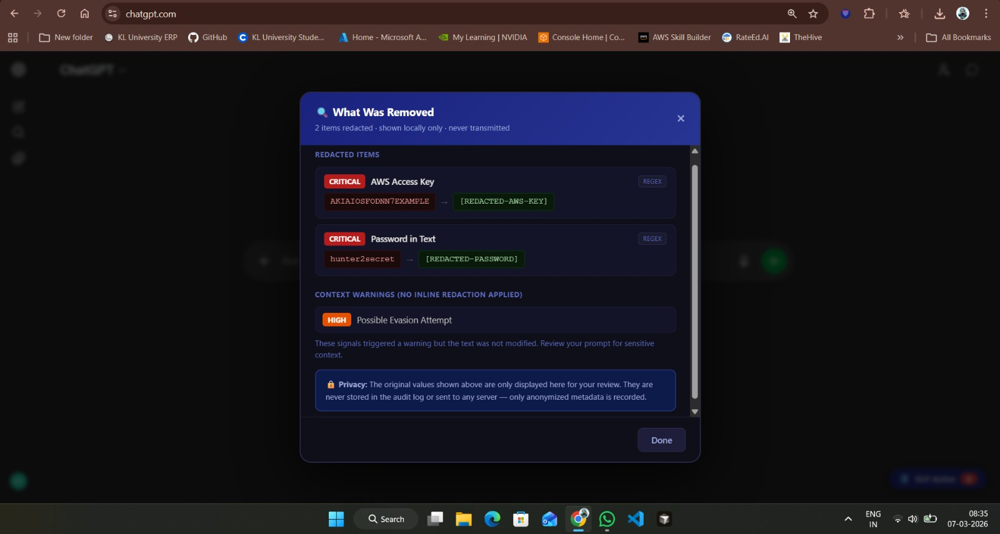 chatgpt.com
New folder
KL University ERP
GitHub
KL University Stude...
Home - Microsoft A...
My Learning | NVIDIA
Console Home | Co...
aws
AWS Skill Builder
RateEd.AI
TheHive
»
All Bookmarks
ChatGPT
What Was Removed
2 items redacted · shown locally only · never transmitted
REDACTED ITEMS
CRITICAL AWS Access Key REGEX
AKIAIOSFODNN7EXAMPLE → [REDACTED-AWS-KEY]
CRITICAL Password in Text REGEX
hunter2secret → [REDACTED-PASSWORD]
CONTEXT WARNINGS (NO INLINE REDACTION APPLIED)
HIGH Possible Evasion Attempt
These signals triggered a warning but the text was not modified. Review your prompt for sensitive
context.
Privacy: The original values shown above are only displayed here for your review. They are
never stored in the audit log or sent to any server — only anonymized metadata is recorded.
Done
Search
ENG
IN
08:35
07-03-2026